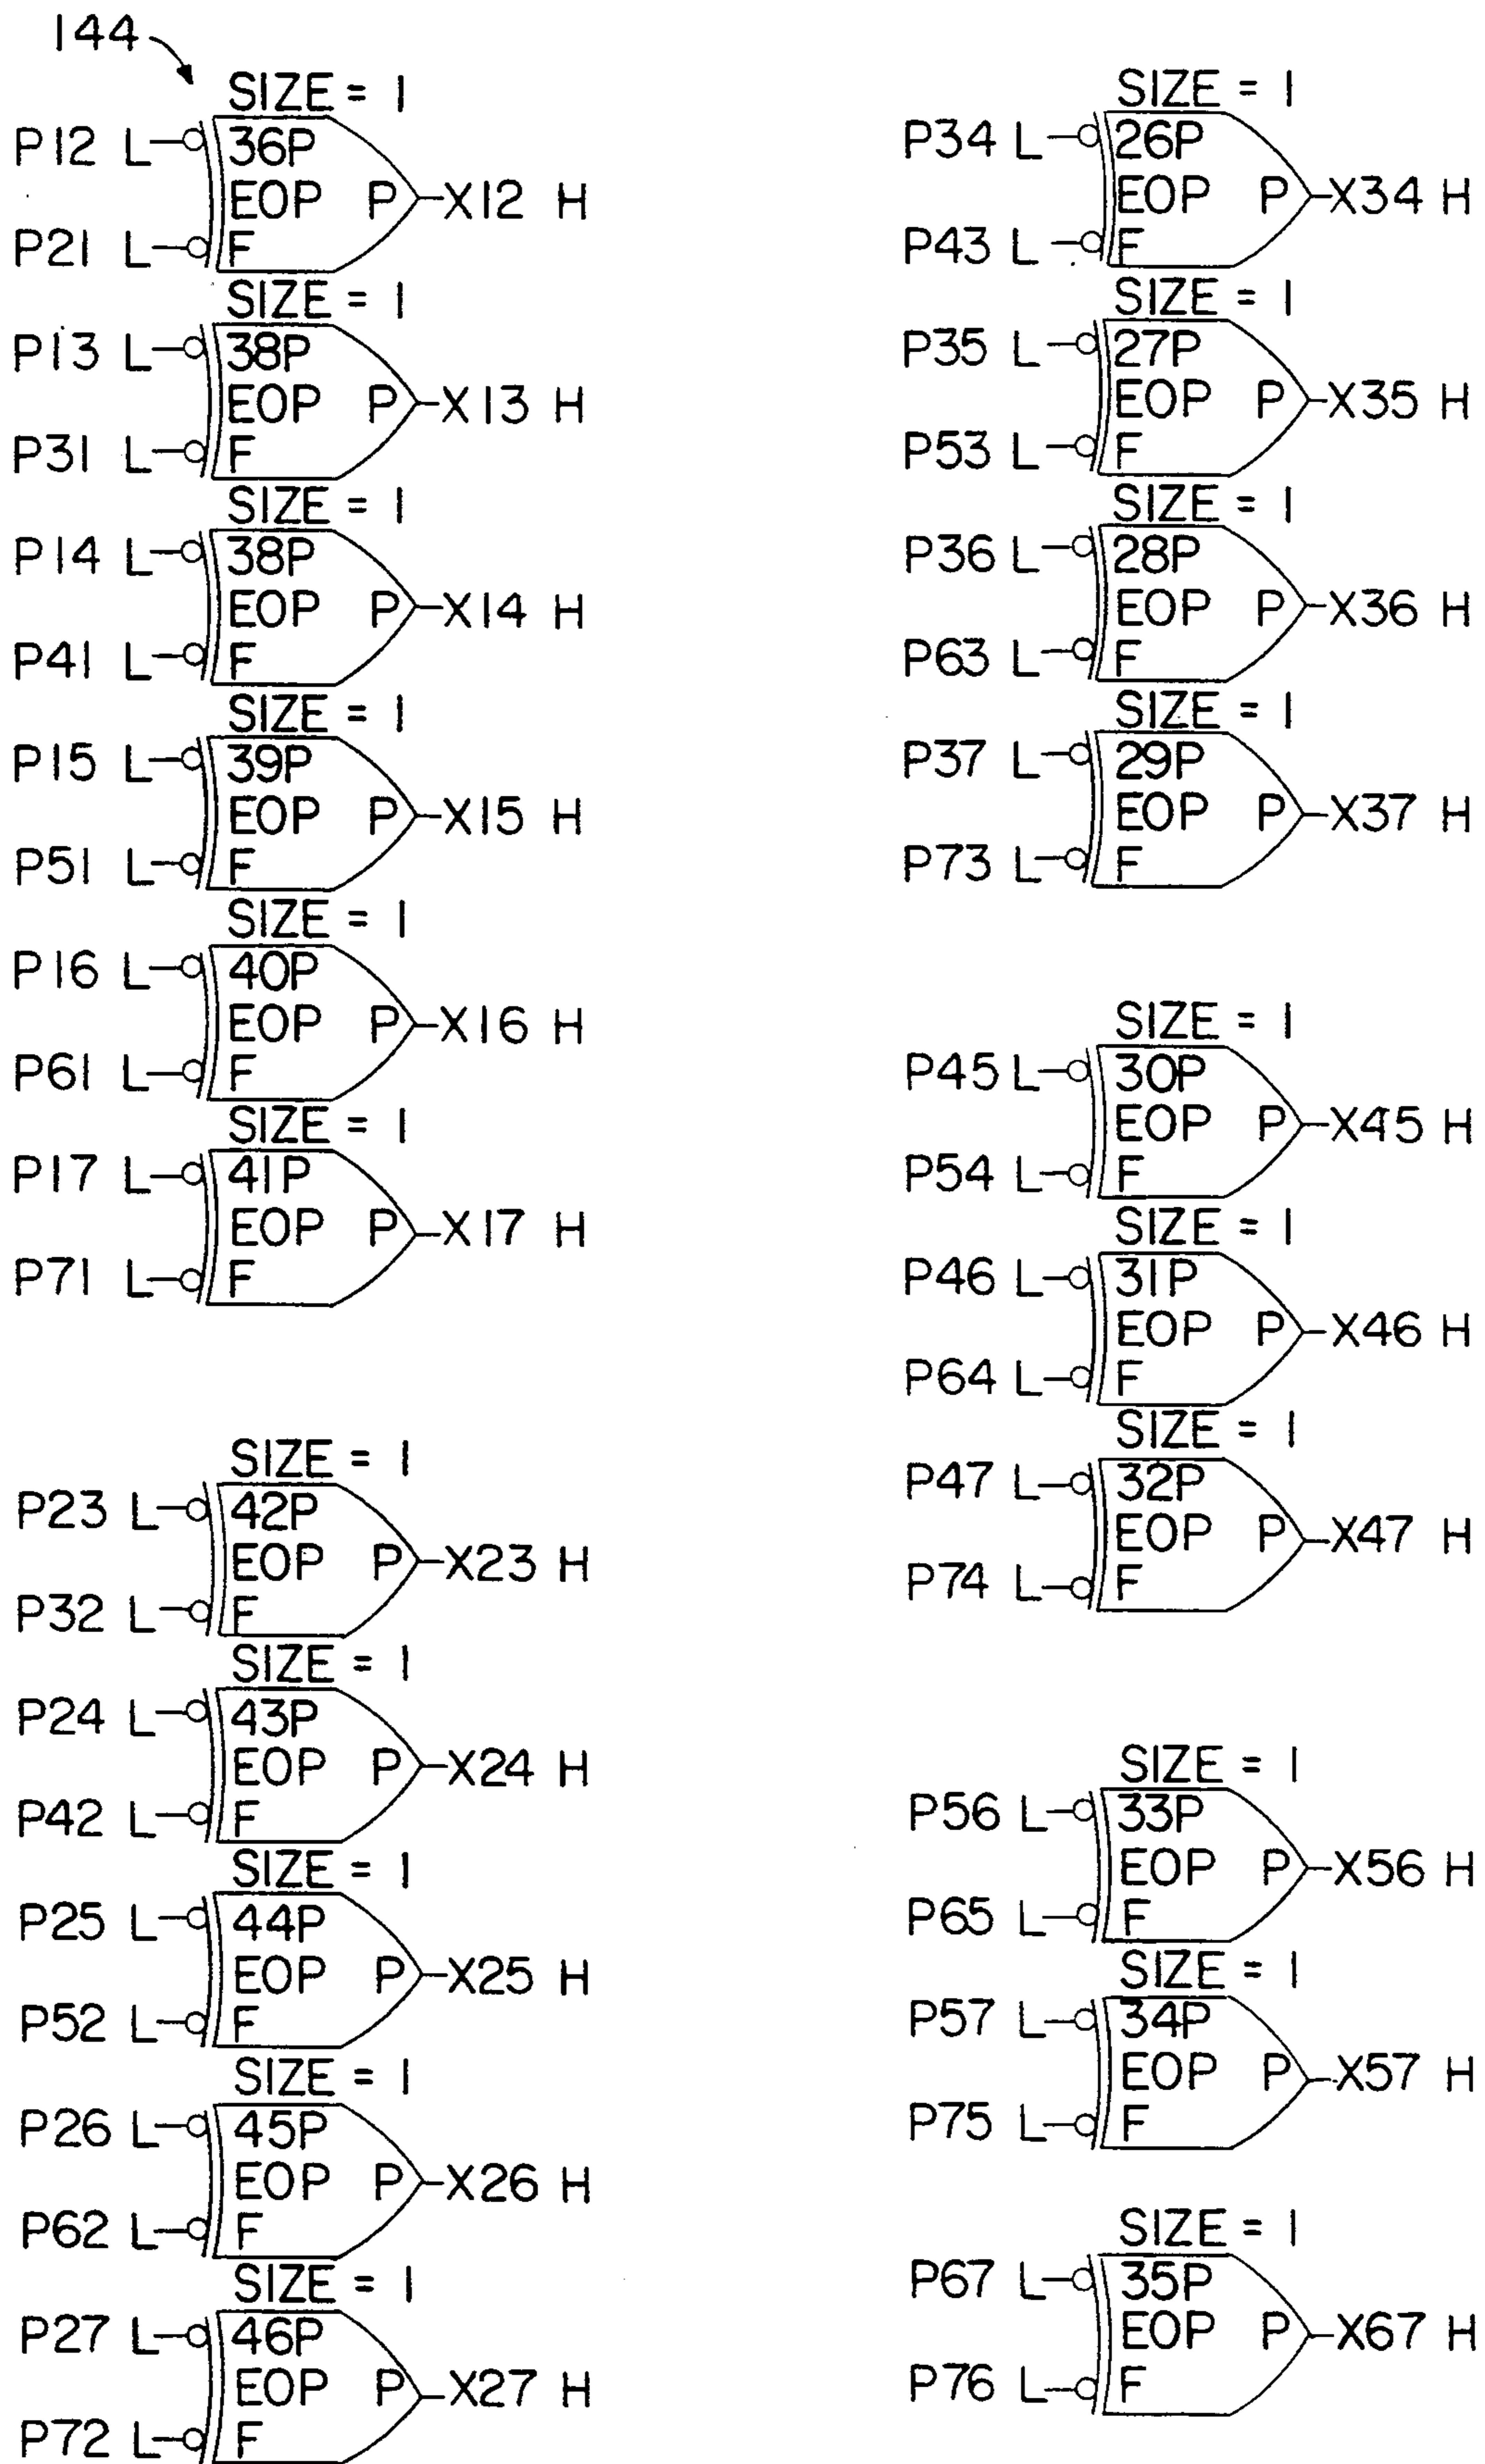 144
SIZE = 1
P12 L 36P
EOP P X12 H
P21 L F
SIZE = 1
P13 L 38P
EOP P X13 H
P31 L F
SIZE = 1
P14 L 38P
EOP P X14 H
P41 L F
SIZE = 1
P15 L 39P
EOP P X15 H
P51 L F
SIZE = 1
P16 L 40P
EOP P X16 H
P61 L F
SIZE = 1
P17 L 41P
EOP P X17 H
P71 L F
SIZE = 1
P23 L 42P
EOP P X23 H
P32 L F
SIZE = 1
P24 L 43P
EOP P X24 H
P42 L F
SIZE = 1
P25 L 44P
EOP P X25 H
P52 L F
SIZE = 1
P26 L 45P
EOP P X26 H
P62 L F
SIZE = 1
P27 L 46P
EOP P X27 H
P72 L F
SIZE = 1
P34 L 26P
EOP P X34 H
P43 L F
SIZE = 1
P35 L 27P
EOP P X35 H
P53 L F
SIZE = 1
P36 L 28P
EOP P X36 H
P63 L F
SIZE = 1
P37 L 29P
EOP P X37 H
P73 L F
SIZE = 1
P45 L 30P
EOP P X45 H
P54 L F
SIZE = 1
P46 L 31P
EOP P X46 H
P64 L F
SIZE = 1
P47 L 32P
EOP P X47 H
P74 L F
SIZE = 1
P56 L 33P
EOP P X56 H
P65 L F
SIZE = 1
P57 L 34P
EOP P X57 H
P75 L F
SIZE = 1
P67 L 35P
EOP P X67 H
P76 L F